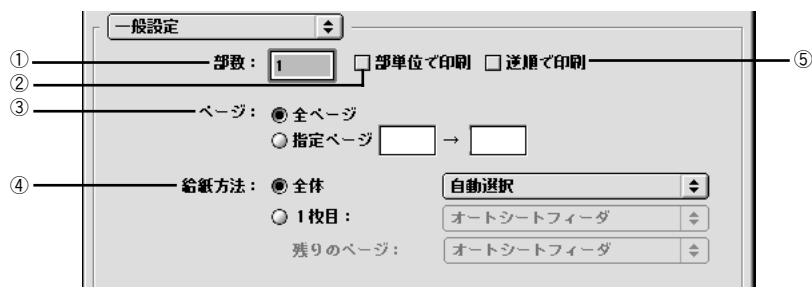 一般設定
① 部数： 1 部単位で印刷 逆順で印刷 ⑤
②
③ ページ： 全ページ
指定ページ →
④ 給紙方法： 全体 自動選択
1枚目： オートシートフィーダ
残りのページ： オートシートフィーダ